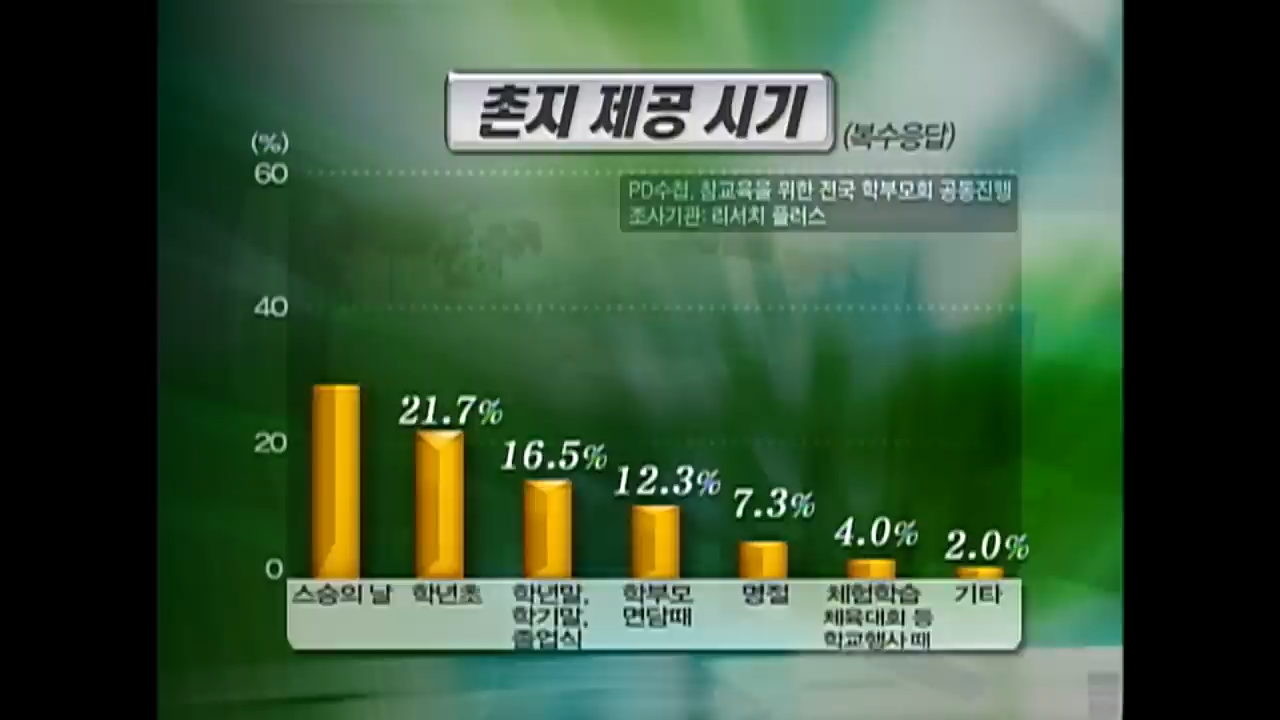 촌지 제공 시기
(복수응답)
(%)
60
PD수첩, 참교육을 위한 전국 학부모회 공동진행
조사기관: 리서치 플러스
40
20
0
21.7%
16.5%
12.3%
7.3%
4.0%
2.0%
스승의 날
학년초
학년말,
학기말,
졸업식
학부모
면담때
명절
체험학습
체육대회 등
학교행사 때
기타